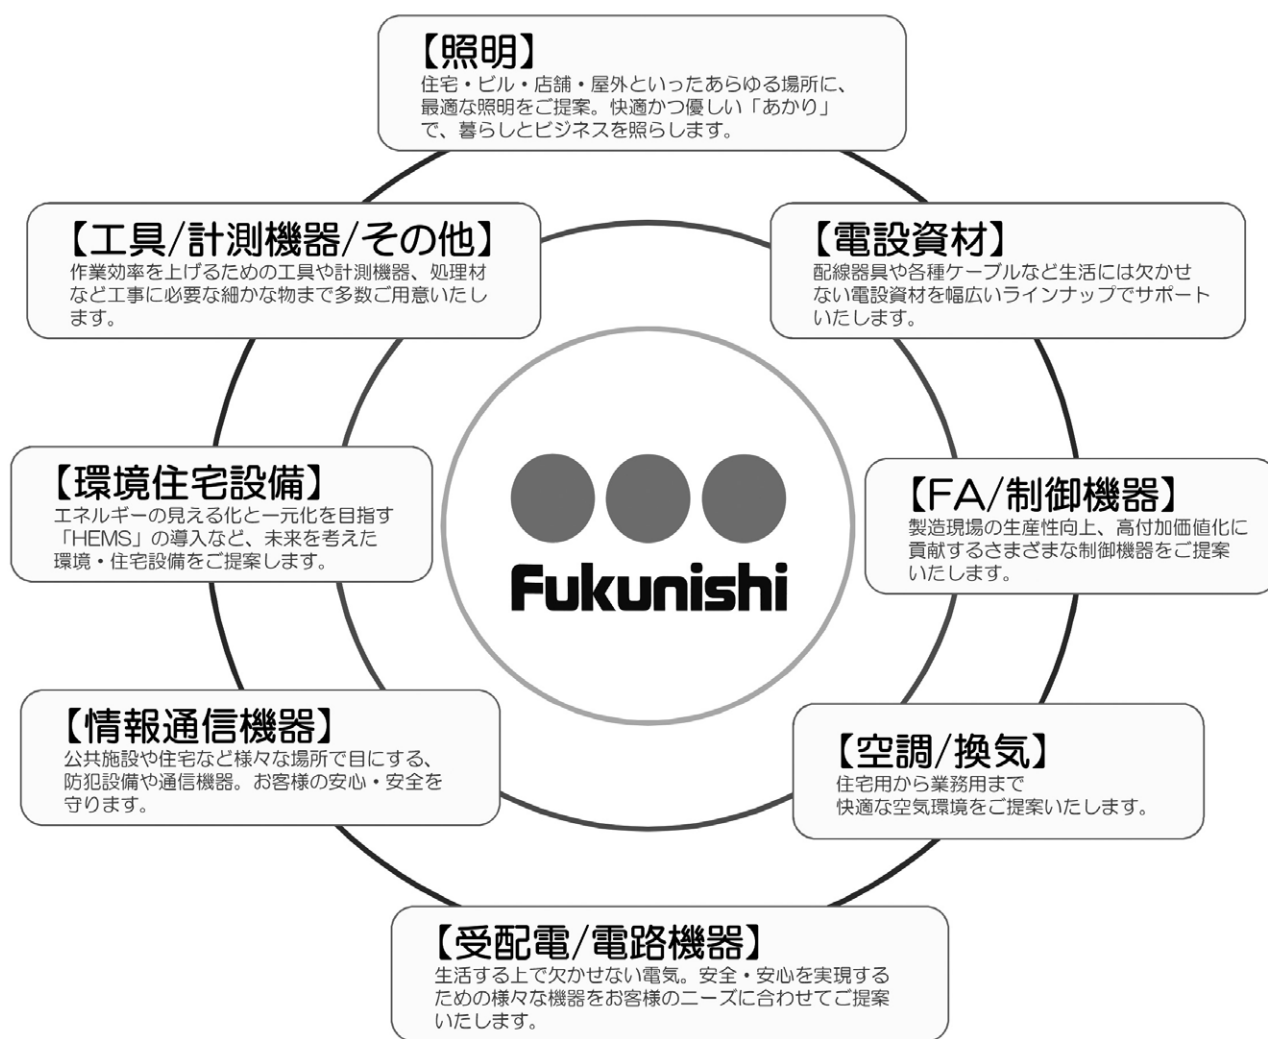 【照明】
住宅・ビル・店舗・屋外といったあらゆる場所に、
最適な照明をご提案。快適かつ優しい「あかり」
で、暮らしとビジネスを照らします。
【工具/計測機器/その他】
作業効率を上げるための工具や計測機器、処理材
など工事に必要な細かな物まで多数ご用意いたし
ます。
【電設資材】
配線器具や各種ケーブルなど生活には欠かせ
ない電設資材を幅広いラインナップでサポート
いたします。
【環境住宅設備】
エネルギーの見える化と一元化を目指す
「HEMS」の導入など、未来を考えた
環境・住宅設備をご提案します。
Fukunishi
【FA/制御機器】
製造現場の生産性向上、高付加価値化に
貢献するさまざまな制御機器をご提案
いたします。
【情報通信機器】
公共施設や住宅など様々な場所で目にする、
防犯設備や通信機器。お客様の安心・安全を
守ります。
【空調/換気】
住宅用から業務用まで
快適な空気環境をご提案いたします。
【受配電/電路機器】
生活する上で欠かせない電気。安全・安心を実現する
ための様々な機器をお客様のニーズに合わせてご提案
いたします。